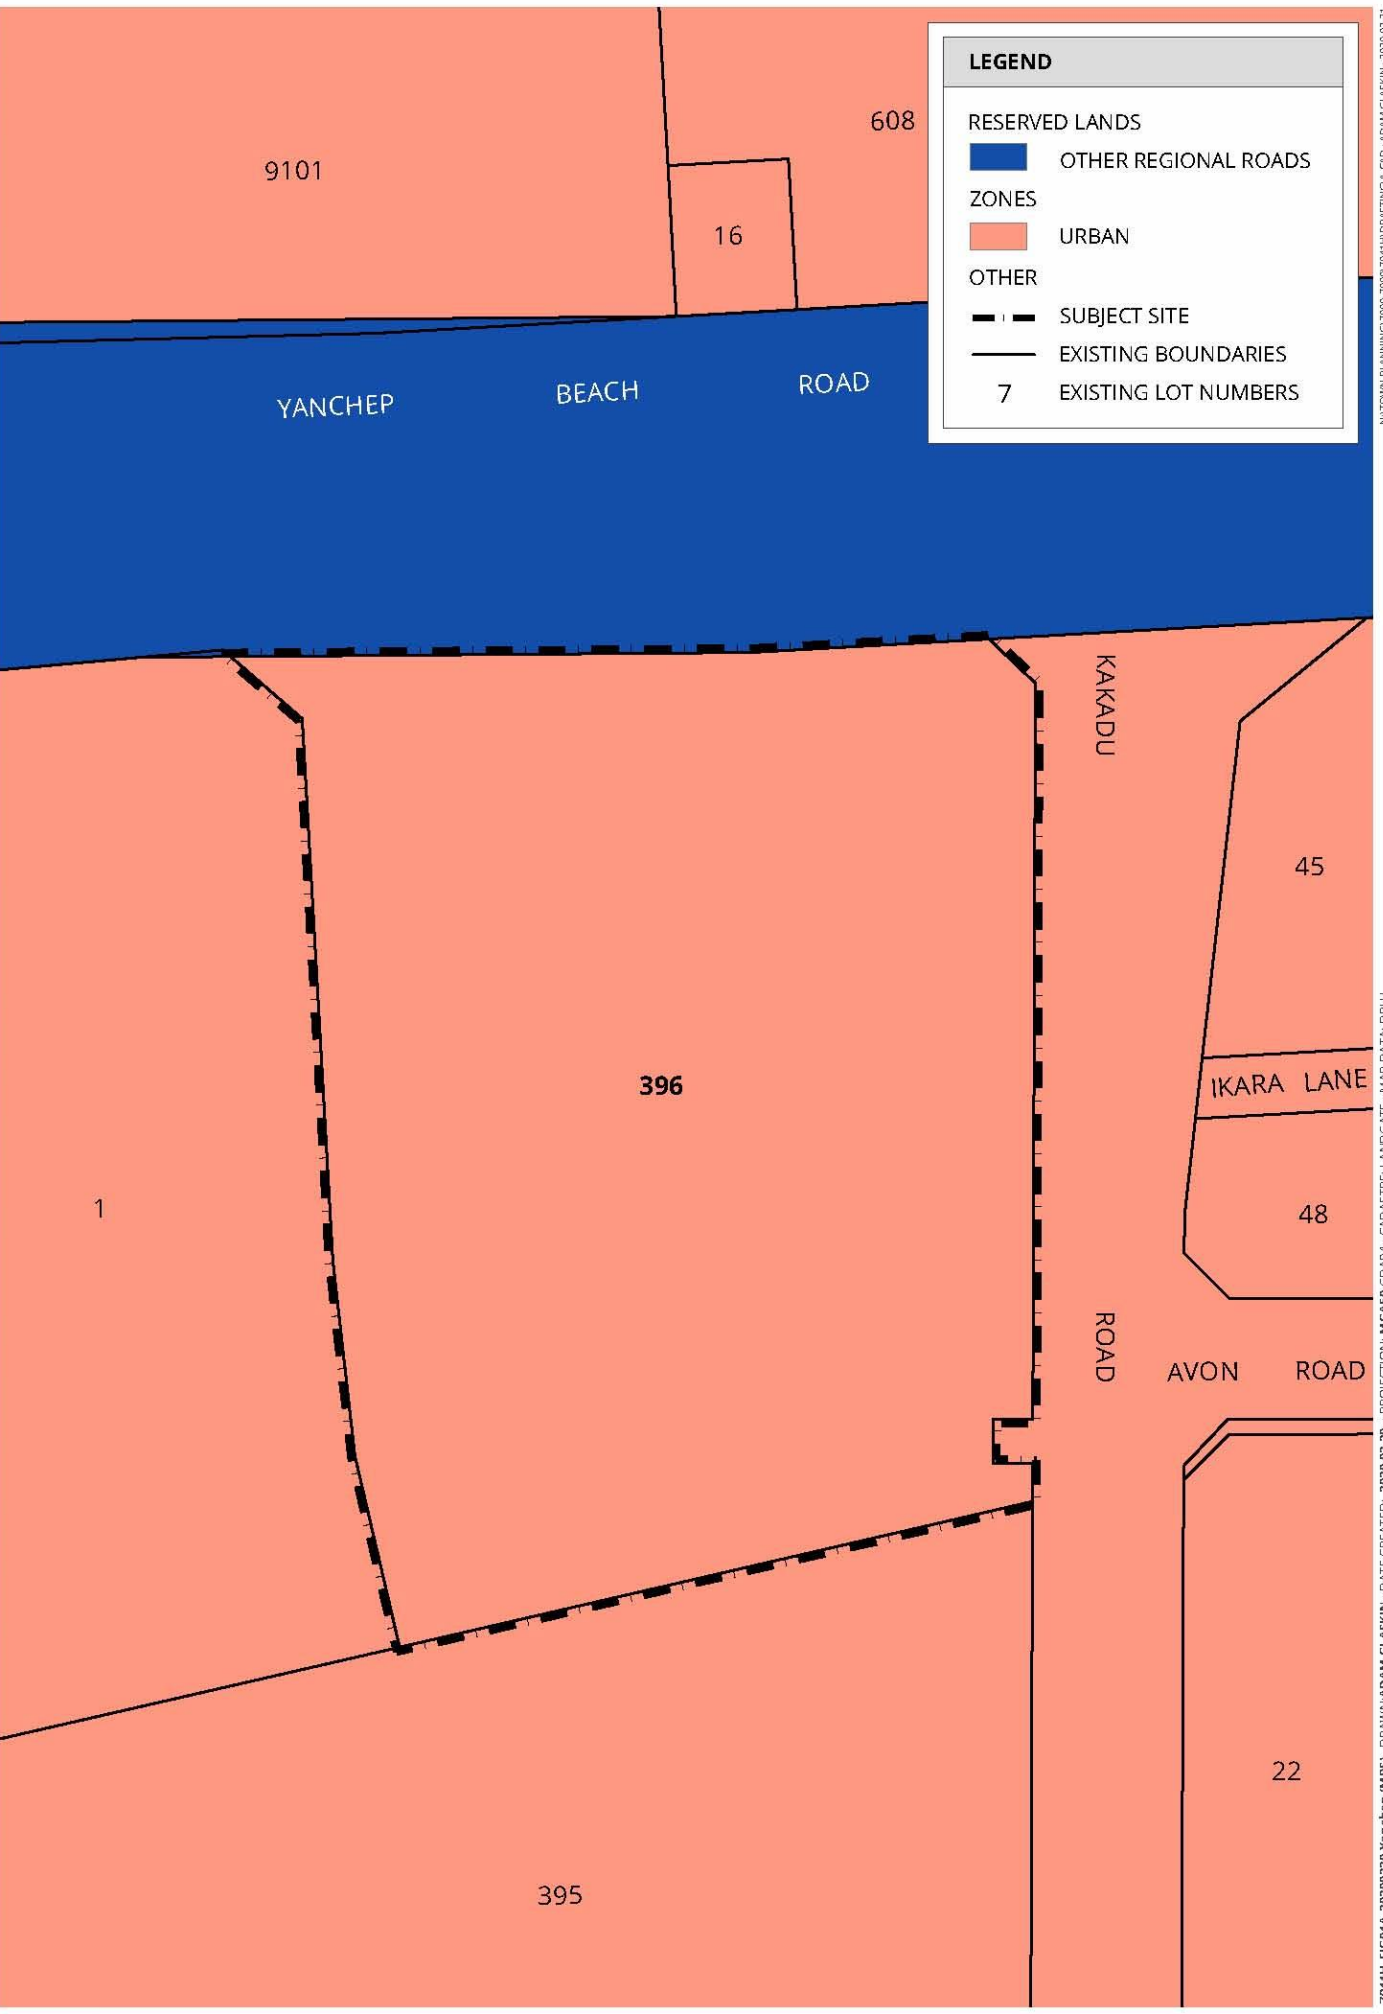 LEGEND
RESERVED LANDS
OTHER REGIONAL ROADS
ZONES
URBAN
OTHER
SUBJECT SITE
EXISTING BOUNDARIES
7 EXISTING LOT NUMBERS
608
9101
16
YANCHEP BEACH ROAD
KAKADU ROAD
45
396
IKARA LANE
1
48
AVON ROAD
22
395